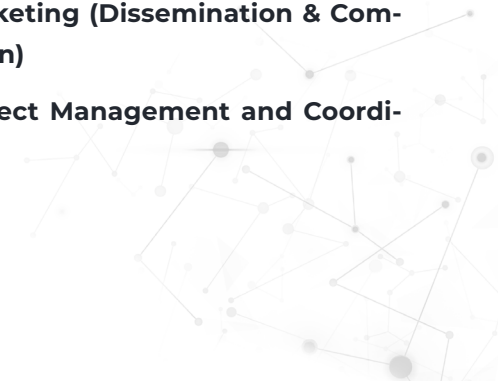 keting (Dissemination & Com-
n)
ect Management and Coordi-